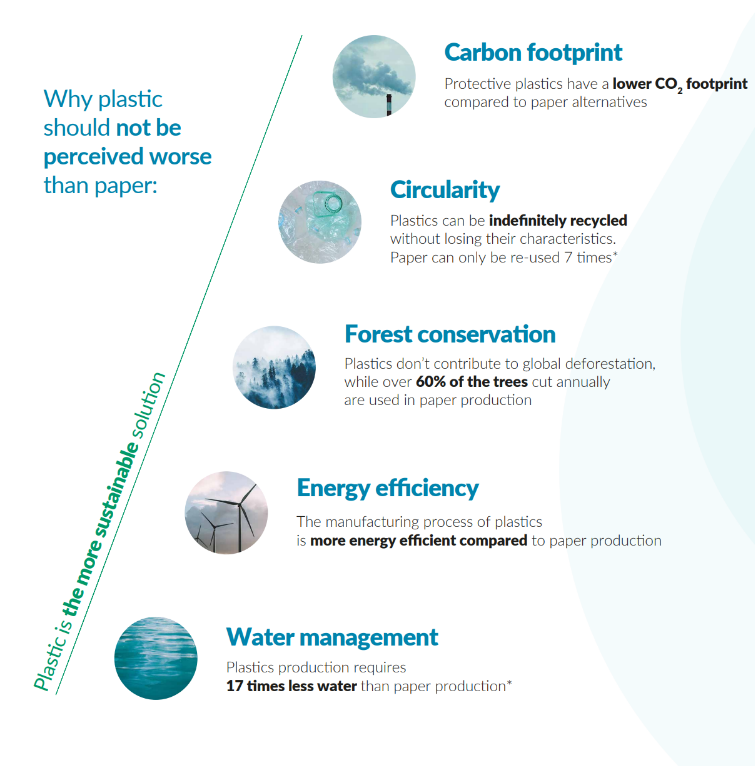 Why plastic
should not be
perceived worse
than paper:
Carbon footprint
Protective plastics have a lower CO₂ footprint
compared to paper alternatives
Circularity
Plastics can be indefinitely recycled
without losing their characteristics.
Paper can only be re-used 7 times*
Forest conservation
Plastics don't contribute to global deforestation,
while over 60% of the trees cut annually
are used in paper production
Energy efficiency
The manufacturing process of plastics
is more energy efficient compared to paper production
Water management
Plastics production requires
17 times less water than paper production*
Plastic is the more sustainable solution